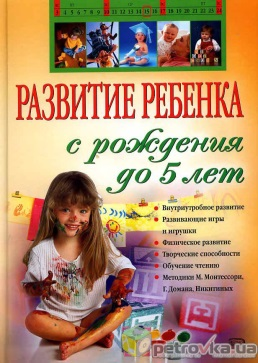 РАЗВИТИЕ РЕБЕНКА
с рождения
до 5 лет
• Внутриутробное развитие
• Развивающие игры
и игрушки
• Физическое развитие
• Творческие способности
• Обучение чтению
• Методики М. Монтессори,
Г. Домана, Никитиных
petrovka.ua